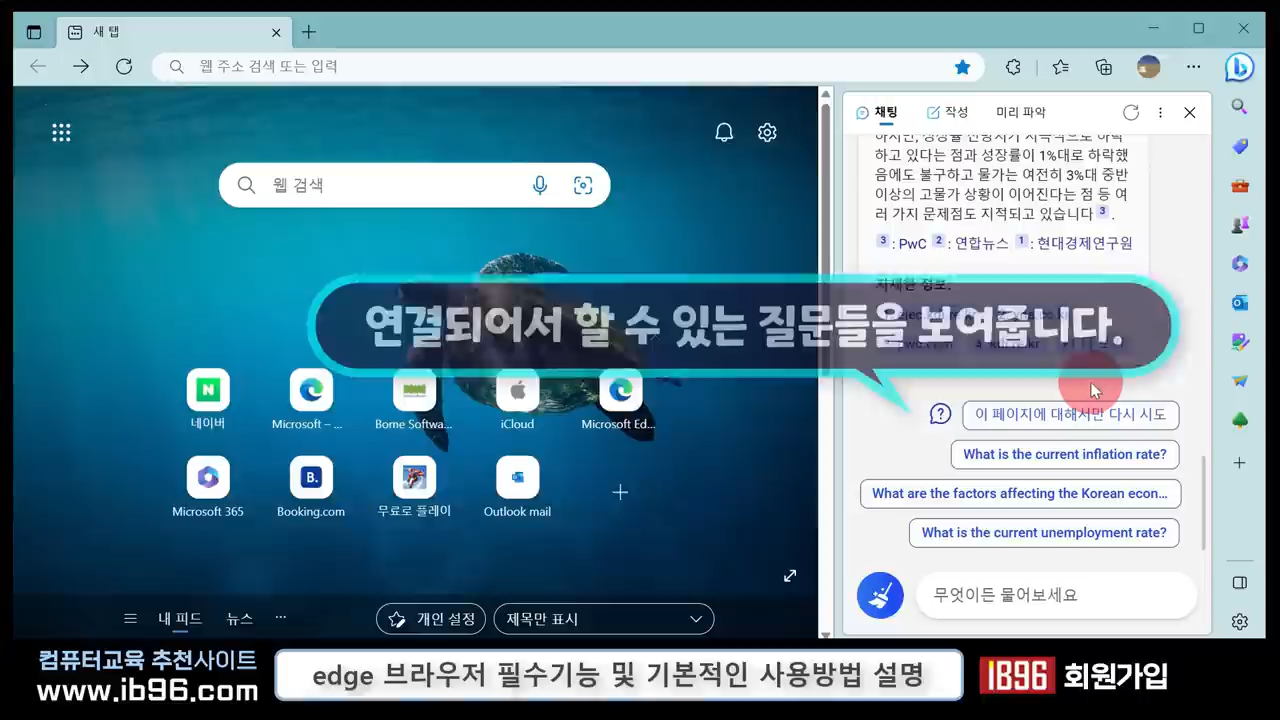 새 탭
웹 주소 검색 또는 입력
웹 검색
채팅
작성
미리 파악
하고 있다는 점과 성장률이 1%대로 하락했
음에도 불구하고 물가는 여전히 3%대 중반
이상의 고물가 상황이 이어진다는 점 등 여
러 가지 문제점도 지적되고 있습니다 3 .
3 : PwC 2 : 연합뉴스 1 : 현대경제연구원
자세한 정보:
연결되어서 할 수 있는 질문들을 보여줍니다.
네이버
Microsoft – ...
Bome Softwa...
iCloud
Microsoft Ed...
이 페이지에 대해서만 다시 시도
What is the current inflation rate?
What are the factors affecting the Korean econ...
What is the current unemployment rate?
Microsoft 365
B.
Booking.com
무료로 플레이
Outlook mail
무엇이든 물어보세요
내 피드
뉴스
개인 설정
제목만 표시
컴퓨터교육 추천사이트
www.ib96.com
edge 브라우저 필수기능 및 기본적인 사용방법 설명
IB96 회원가입